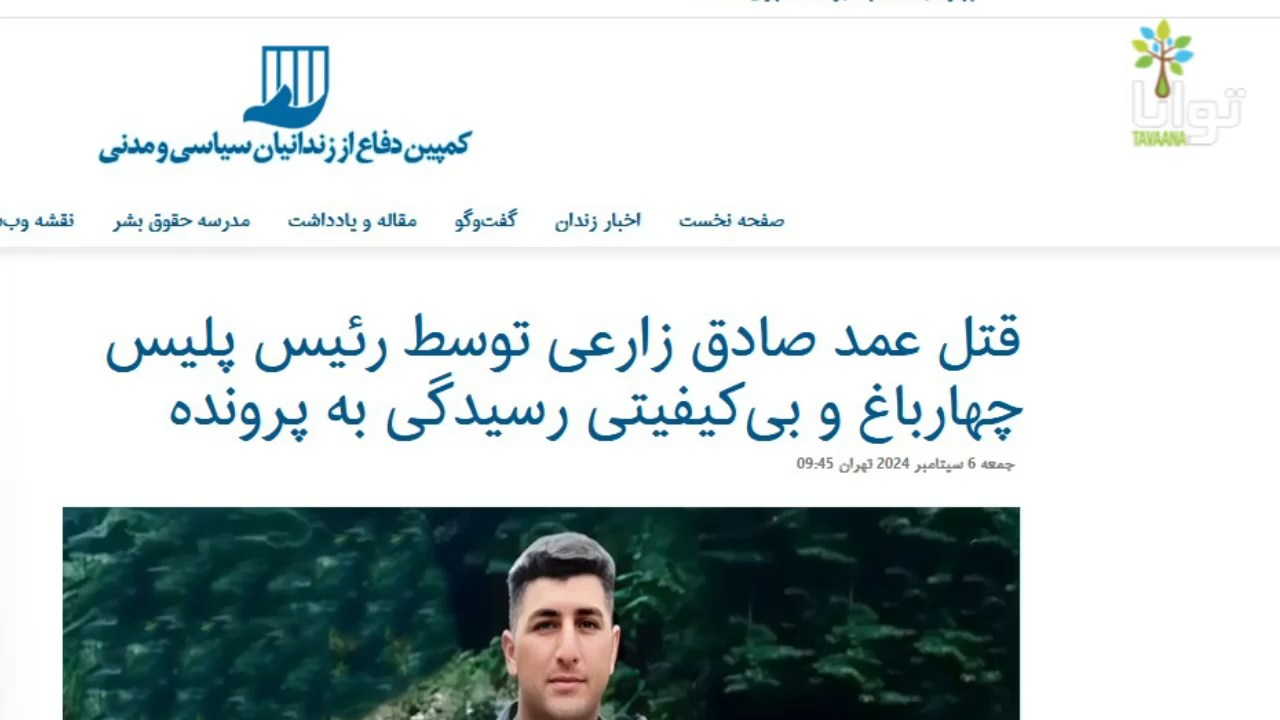 توانا
TAVAANA
کمپین دفاع از زندانیان سیاسی و مدنی
صفحه نخست اخبار زندان گفت‌وگو مقاله و یادداشت مدرسه حقوق بشر نقشه
قتل عمد صادق زارعی توسط رئیس پلیس
چهارباغ و بی‌کیفیتی رسیدگی به پرونده
جمعه 6 سپتامبر 2024 تهران 09:45